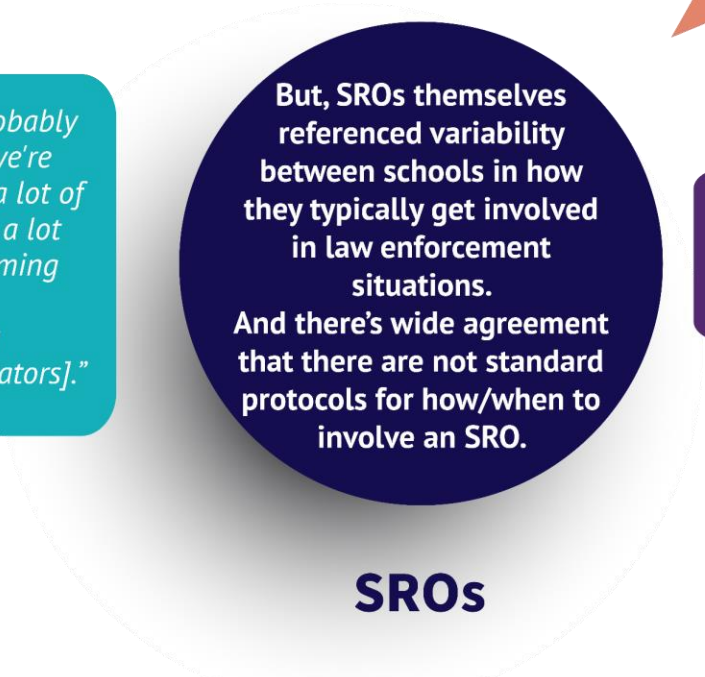 obably
ve're
a lot of
a lot
ming
ators].”
But, SROs themselves
referenced variability
between schools in how
they typically get involved
in law enforcement
situations.
And there’s wide agreement
that there are not standard
protocols for how/when to
involve an SRO.
SROs